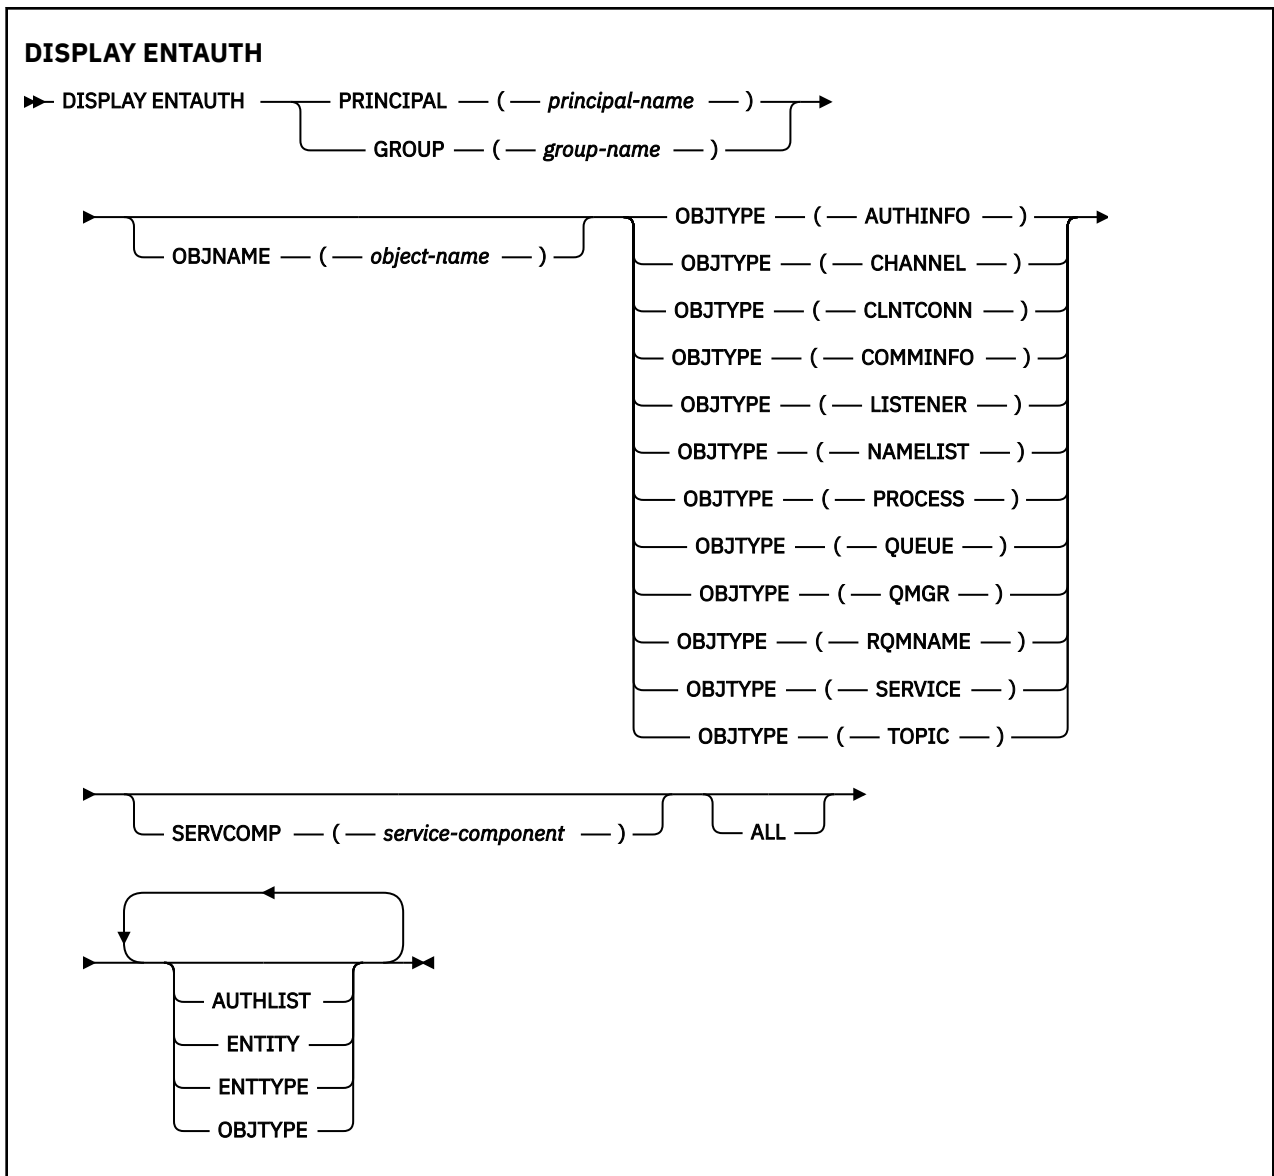 DISPLAY ENTAUTH
DISPLAY ENTAUTH PRINCIPAL ( principal-name )
GROUP ( group-name )
OBJTYPE ( AUTHINFO )
OBJNAME ( object-name )
OBJTYPE ( CHANNEL )
OBJTYPE ( CLNTCONN )
OBJTYPE ( COMMINFO )
OBJTYPE ( LISTENER )
OBJTYPE ( NAMELIST )
OBJTYPE ( PROCESS )
OBJTYPE ( QUEUE )
OBJTYPE ( QMGR )
OBJTYPE ( RQMNAME )
OBJTYPE ( SERVICE )
OBJTYPE ( TOPIC )
SERVCOMP ( service-component ) ALL
AUTHLIST
ENTITY
ENTTYPE
OBJTYPE